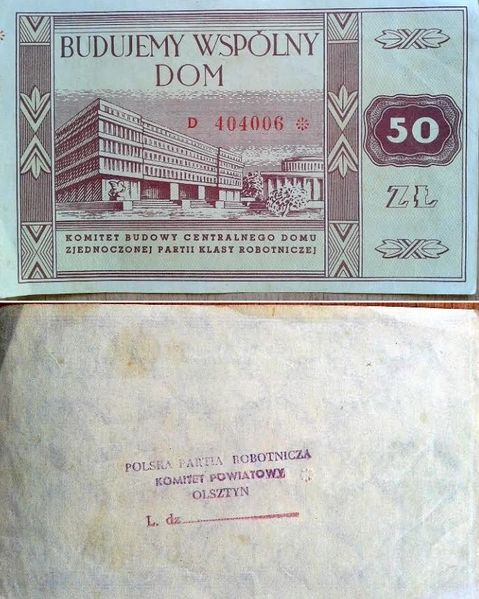 BUDUJEMY WSPÓLNY
DOM
D 404006 *
50
ZŁ
KOMITET BUDOWY CENTRALNEGO DOMU
ZJEDNOCZONEJ PARTII KLASY ROBOTNICZEJ
POLSKA PARTIA ROBOTNICZA
KOMITET POWIATOWY
OLSZTYN
L. dz